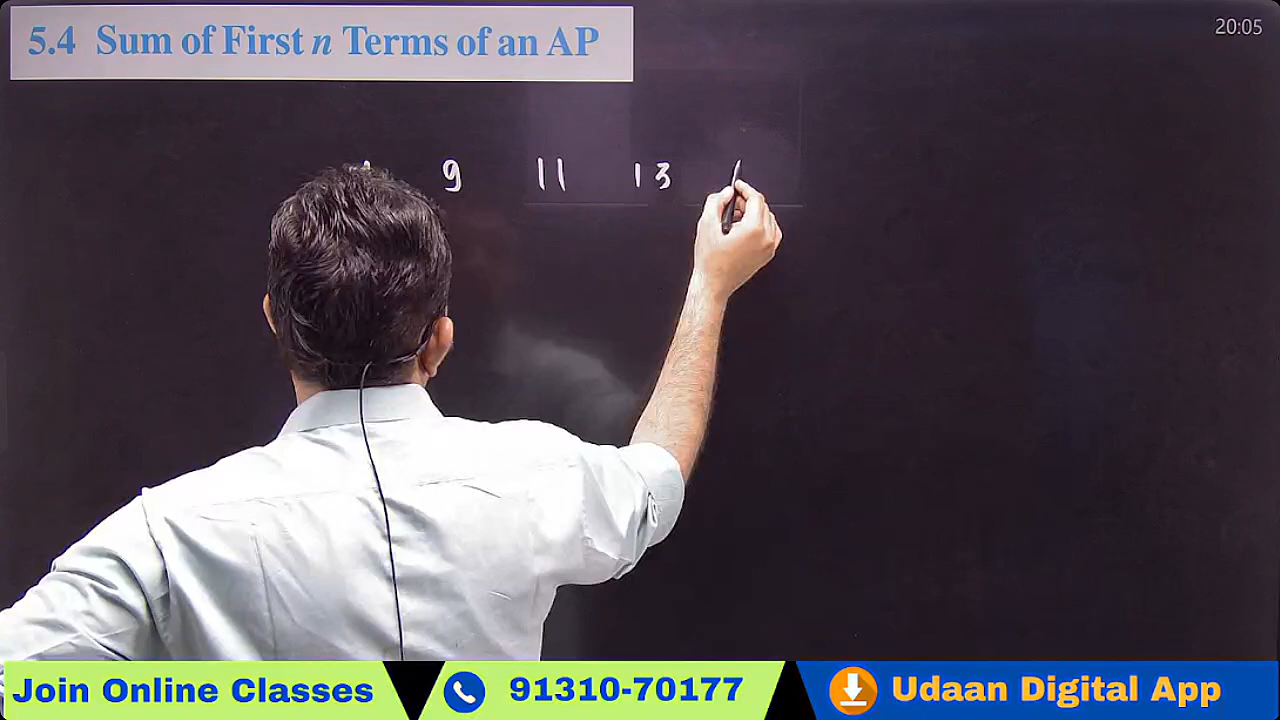 5.4 Sum of First n Terms of an AP
20:05
9 11 13
Join Online Classes
91310-70177
Udaan Digital App